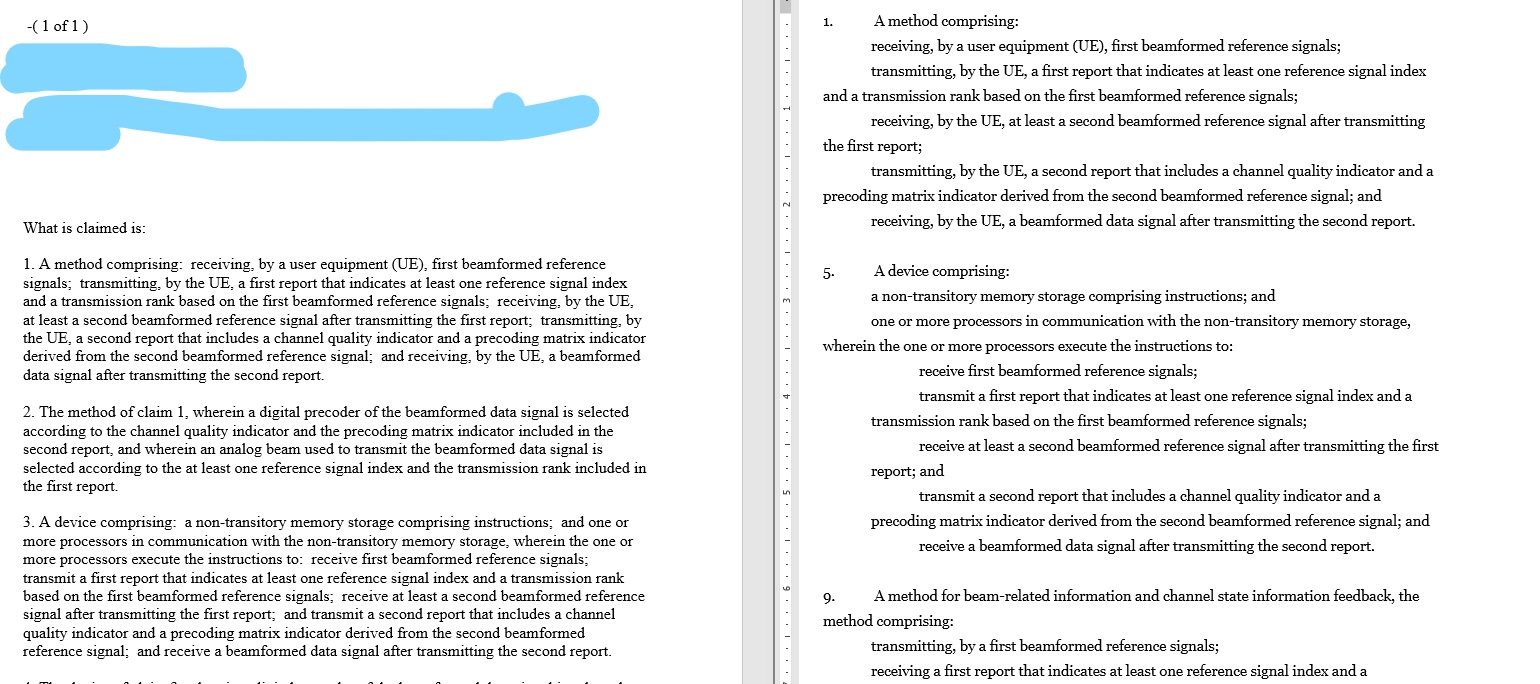 -( 1 of 1 )
What is claimed is:
1. A method comprising: receiving, by a user equipment (UE), first beamformed reference
signals; transmitting, by the UE, a first report that indicates at least one reference signal index
and a transmission rank based on the first beamformed reference signals; receiving, by the UE,
at least a second beamformed reference signal after transmitting the first report; transmitting, by
the UE, a second report that includes a channel quality indicator and a precoding matrix indicator
derived from the second beamformed reference signal; and receiving, by the UE, a beamformed
data signal after transmitting the second report.
2. The method of claim 1, wherein a digital precoder of the beamformed data signal is selected
according to the channel quality indicator and the precoding matrix indicator included in the
second report, and wherein an analog beam used to transmit the beamformed data signal is
selected according to the at least one reference signal index and the transmission rank included in
the first report.
3. A device comprising: a non-transitory memory storage comprising instructions; and one or
more processors in communication with the non-transitory memory storage, wherein the one or
more processors execute the instructions to: receive first beamformed reference signals;
transmit a first report that indicates at least one reference signal index and a transmission rank
based on the first beamformed reference signals; receive at least a second beamformed reference
signal after transmitting the first report; and transmit a second report that includes a channel
quality indicator and a precoding matrix indicator derived from the second beamformed
reference signal; and receive a beamformed data signal after transmitting the second report.
1. A method comprising:
receiving, by a user equipment (UE), first beamformed reference signals;
transmitting, by the UE, a first report that indicates at least one reference signal index
and a transmission rank based on the first beamformed reference signals;
receiving, by the UE, at least a second beamformed reference signal after transmitting
the first report;
transmitting, by the UE, a second report that includes a channel quality indicator and a
precoding matrix indicator derived from the second beamformed reference signal; and
receiving, by the UE, a beamformed data signal after transmitting the second report.
5. A device comprising:
a non-transitory memory storage comprising instructions; and
one or more processors in communication with the non-transitory memory storage,
wherein the one or more processors execute the instructions to:
receive first beamformed reference signals;
transmit a first report that indicates at least one reference signal index and a
transmission rank based on the first beamformed reference signals;
receive at least a second beamformed reference signal after transmitting the first
report; and
transmit a second report that includes a channel quality indicator and a
precoding matrix indicator derived from the second beamformed reference signal; and
receive a beamformed data signal after transmitting the second report.
9. A method for beam-related information and channel state information feedback, the
method comprising:
transmitting, by a first beamformed reference signals;
receiving a first report that indicates at least one reference signal index and a